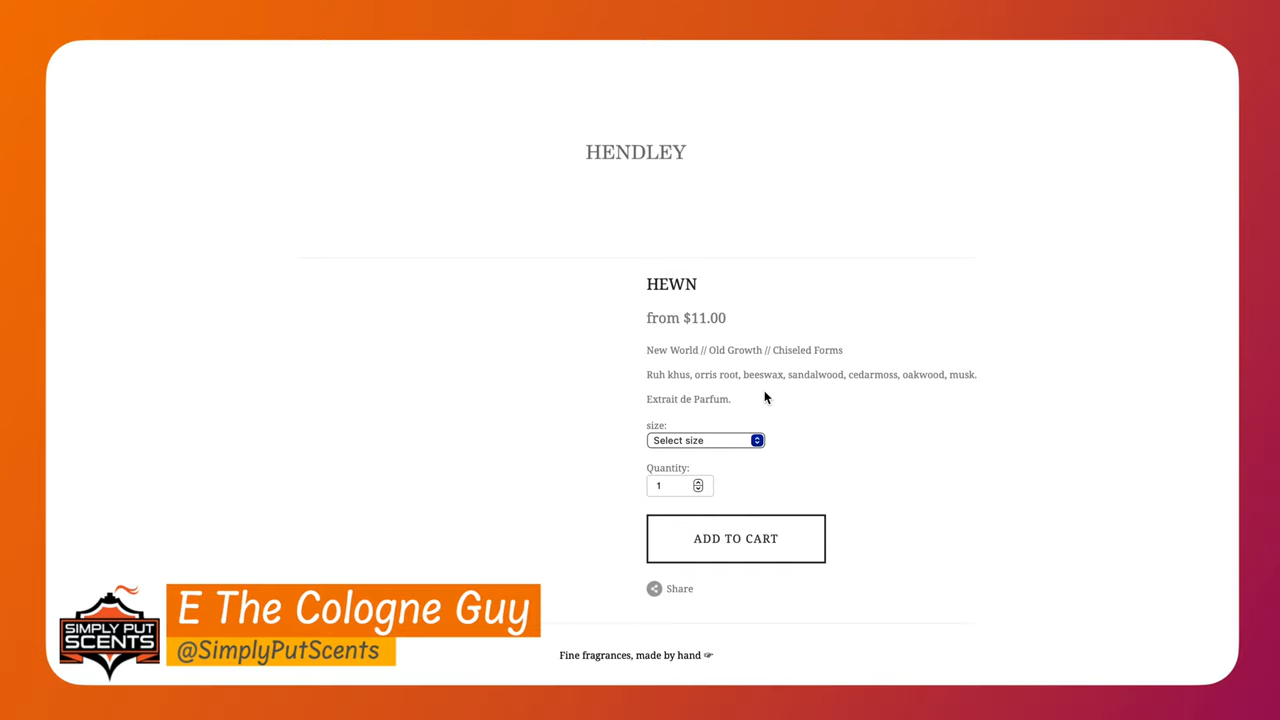 HENDLEY
HEWN
from $11.00
New World // Old Growth // Chiseled Forms
Ruh khus, orris root, beeswax, sandalwood, cedarmoss, oakwood, musk.
Extrait de Parfum.
size:
Select size
Quantity:
1
ADD TO CART
Share
SIMPLY PUT
SCENTS
E The Cologne Guy
@SimplyPutScents
Fine fragrances, made by hand ☞